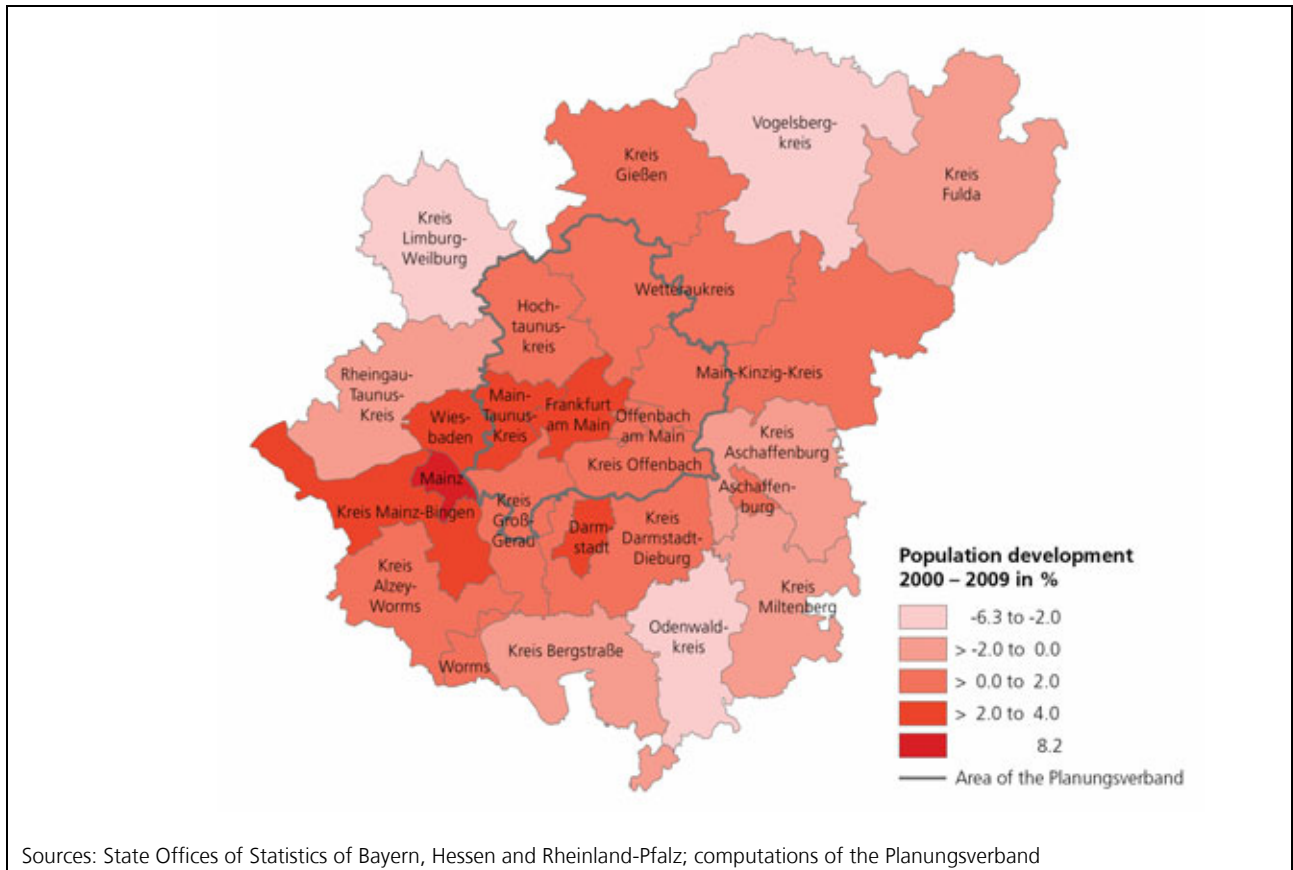 Vogelsberg-
kreis
Kreis
Gießen
Kreis
Fulda
Kreis
Limburg-
Weilburg
Wetteraukreis
Hoch-
taunus-
kreis
Rheingau-
Taunus-
Kreis
Main-Kinzig-Kreis
Wies-
baden
Main-
Taunus-
Kreis
Frankfurt
am Main
Offenbach
am Main
Kreis
Aschaffenburg
Kreis Offenbach
Mainz
Aschaffen-
burg
Kreis Mainz-Bingen
Kreis
Groß-
Gerad
Darm-
stadt
Kreis
Darmstadt-
Dieburg
Kreis
Alzey-
Worms
Kreis
Miltenberg
Odenwald-
kreis
Kreis Bergstraße
Worms
Population development
2000 – 2009 in %
-6.3 to -2.0
> -2.0 to 0.0
> 0.0 to 2.0
> 2.0 to 4.0
8.2
Area of the Planungsverband
Sources: State Offices of Statistics of Bayern, Hessen and Rheinland-Pfalz; computations of the Planungsverband